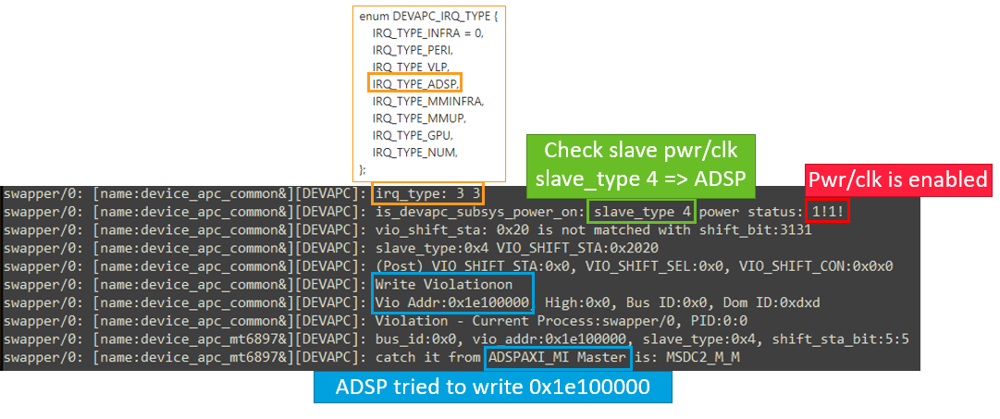 enum DEVAPC_IRQ_TYPE {
IRQ_TYPE_INFRA = 0,
IRQ_TYPE_PERI,
IRQ_TYPE_VLP,
IRQ_TYPE_ADSP,
IRQ_TYPE_MMINFRA,
IRQ_TYPE_MMUP,
IRQ_TYPE_GPU,
IRQ_TYPE_NUM,
};
Check slave pwr/clk
slave_type 4 => ADSP
Pwr/clk is enabled
swapper/0: [name:device_apc_common&][DEVAPC]: irq_type: 3 3
swapper/0: [name:device_apc_common&][DEVAPC]: is_devapc_subsys_power_on: slave_type 4 power status: 1!1!
swapper/0: [name:device_apc_common&][DEVAPC]: vio_shift_sta: 0x20 is not matched with shift_bit:3131
swapper/0: [name:device_apc_common&][DEVAPC]: slave_type:0x4 VIO_SHIFT_STA:0x2020
swapper/0: [name:device_apc_common&][DEVAPC]: (Post) VIO_SHIFT_STA:0x0, VIO_SHIFT_SEL:0x0, VIO_SHIFT_CON:0x0x0
swapper/0: [name:device_apc_common&][DEVAPC]: Write Violationon
swapper/0: [name:device_apc_common&][DEVAPC]: Vio Addr:0x1e100000, High:0x0, Bus ID:0x0, Dom ID:0xdxd
swapper/0: [name:device_apc_common&][DEVAPC]: Violation - Current Process:swapper/0, PID:0:0
swapper/0: [name:device_apc_mt6897&][DEVAPC]: bus_id:0x0, vio_addr:0x1e100000, slave_type:0x4, shift_sta_bit:5:5
swapper/0: [name:device_apc_mt6897&][DEVAPC]: catch it from ADSPAXI_MI Master is: MSDC2_M_M
ADSP tried to write 0x1e100000